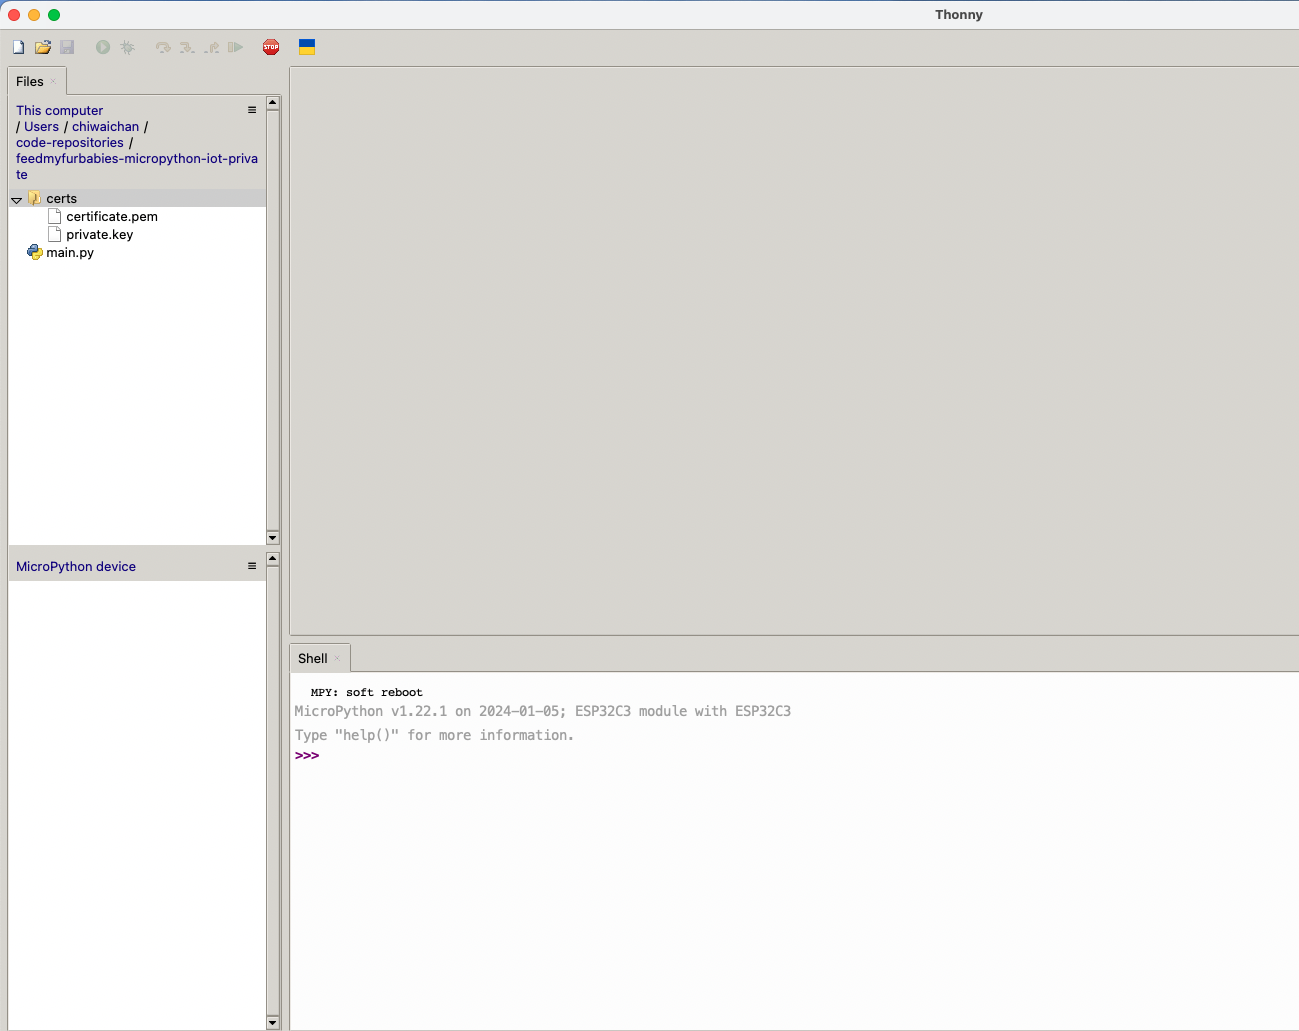 Thonny
STOP
Files
This computer
/ Users / chiwaichan /
code-repositories /
feedmyfurbabies-micropython-iot-priva
te
certs
certificate.pem
private.key
main.py
MicroPython device
Shell
MPY: soft reboot
MicroPython v1.22.1 on 2024-01-05; ESP32C3 module with ESP32C3
Type "help()" for more information.
>>>